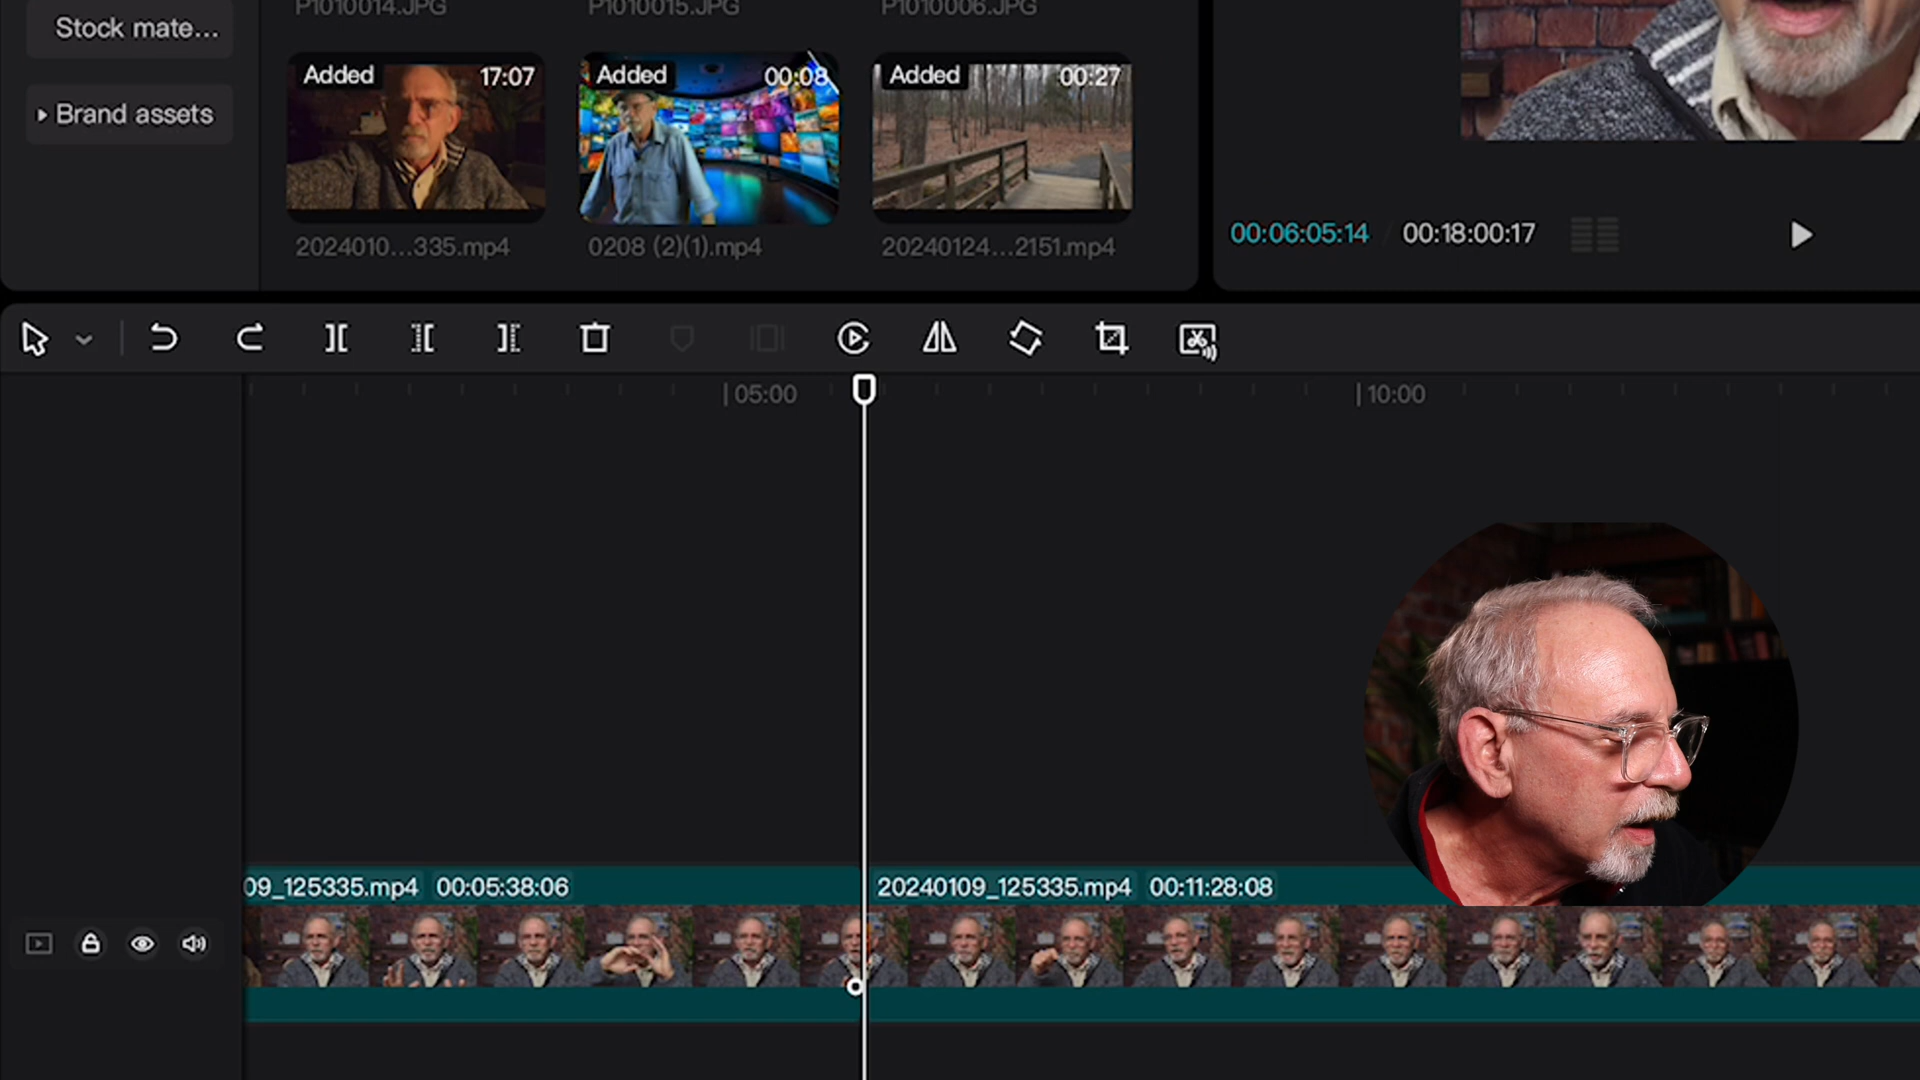 P1010014.JPG
P1010015.JPG
P1010006.JPG
Stock mate...
Added 17:07
Added 00:08
Added 00:27
Brand assets
2024010...335.mp4
0208 (2)(1).mp4
20240124...2151.mp4
00:06:05:14 / 00:18:00:17
05:00
10:00
09_125335.mp4 00:05:38:06
20240109_125335.mp4 00:11:28:08